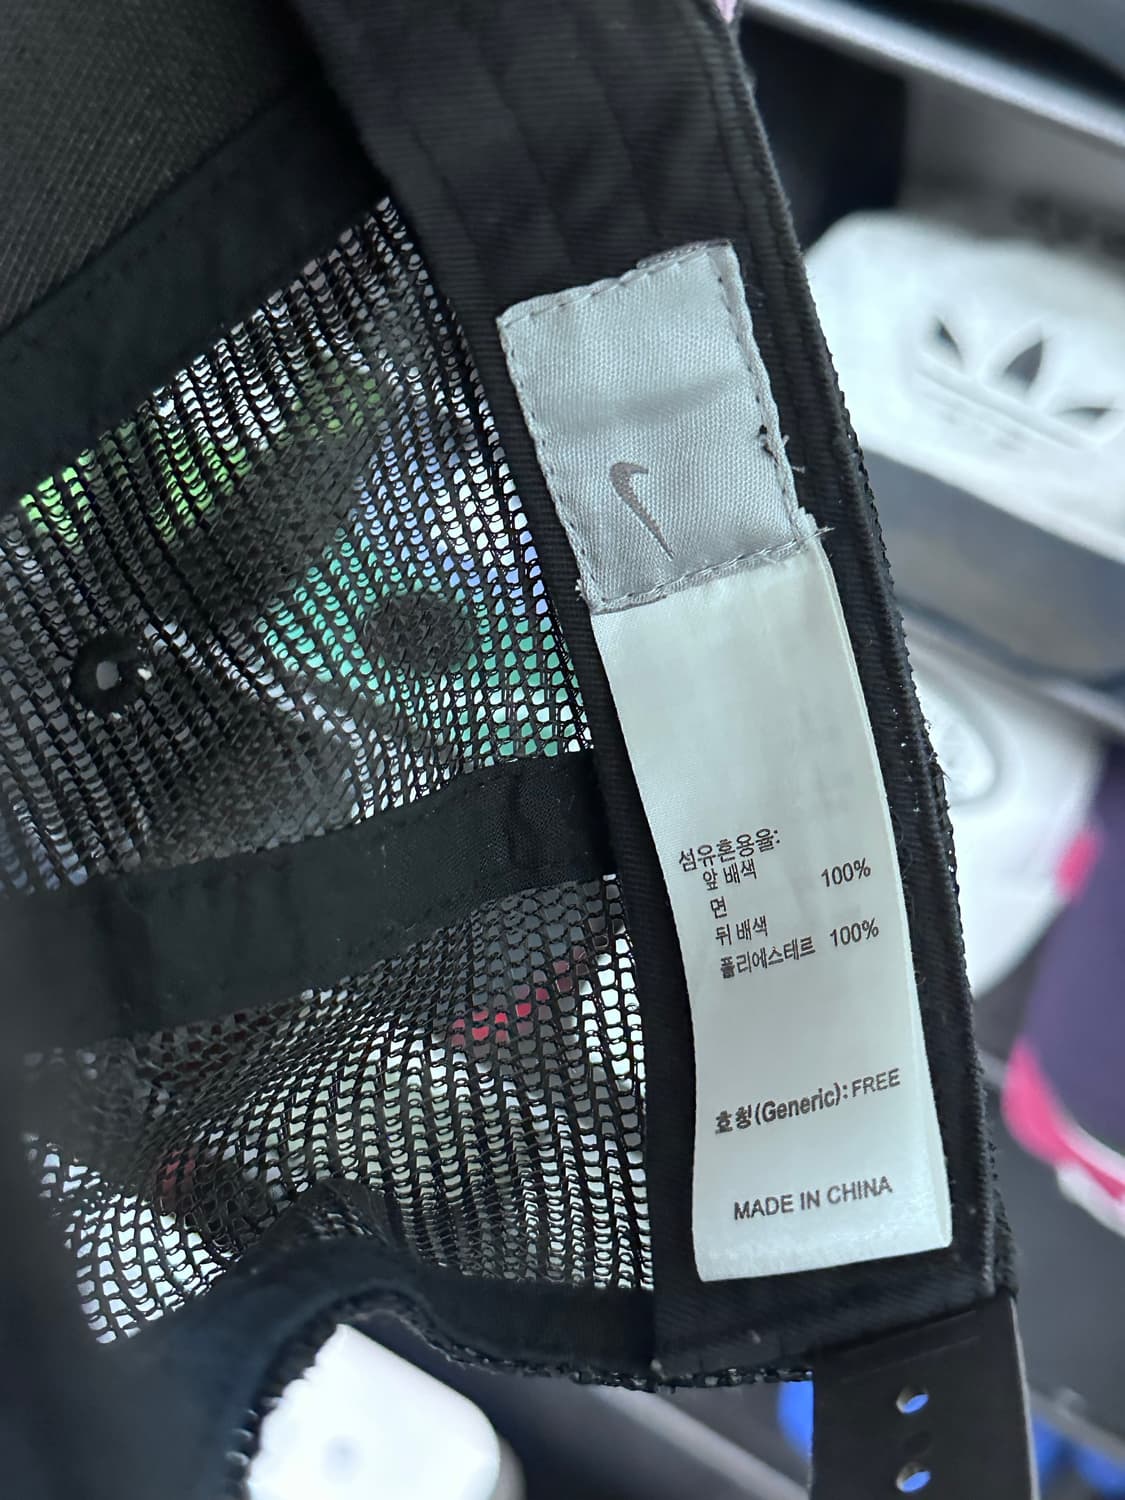 섬유혼용율:
앞 배색 100%
면
뒤 배색
폴리에스테르 100%
호칭(Generic): FREE
MADE IN CHINA